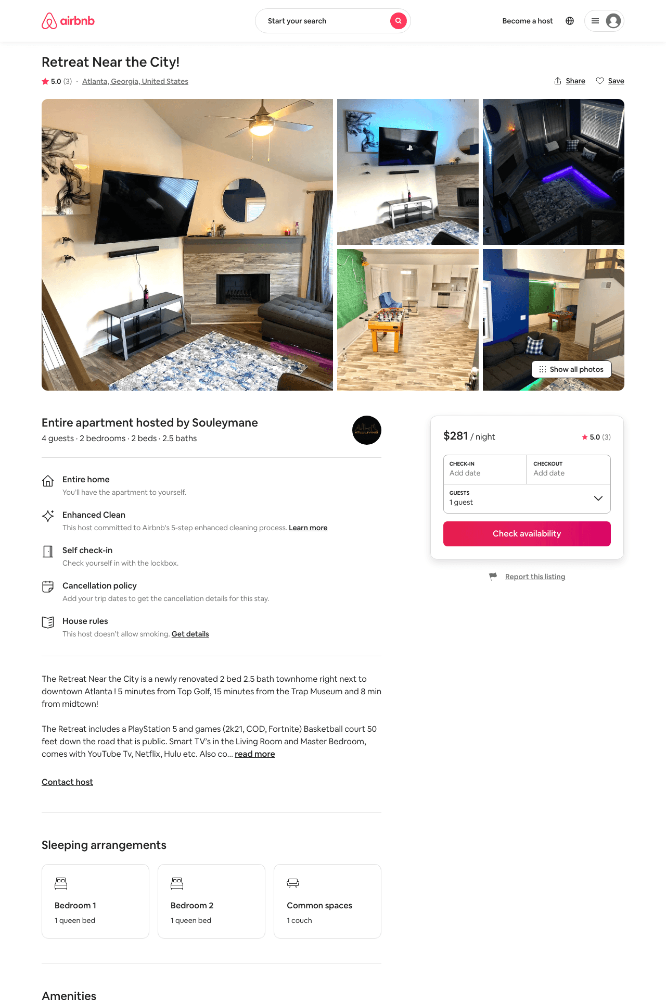 airbnb
Start your search
Become a host
Retreat Near the City!
5.0 (3) · Atlanta, Georgia, United States
Share
Save
Show all photos
Entire apartment hosted by Souleymane
4 guests · 2 bedrooms · 2 beds · 2.5 baths
ATLULIVING
$281 / night
5.0 (3)
CHECK-IN
Add date
CHECKOUT
Add date
GUESTS
1 guest
Check availability
Report this listing
Entire home
You’ll have the apartment to yourself.
Enhanced Clean
This host committed to Airbnb's 5-step enhanced cleaning process. Learn more
Self check-in
Check yourself in with the lockbox.
Cancellation policy
Add your trip dates to get the cancellation details for this stay.
House rules
This host doesn’t allow smoking. Get details
The Retreat Near the City is a newly renovated 2 bed 2.5 bath townhome right next to
downtown Atlanta ! 5 minutes from Top Golf, 15 minutes from the Trap Museum and 8 min
from midtown!
The Retreat includes a PlayStation 5 and games (2k21, COD, Fortnite) Basketball court 50
feet down the road that is public. Smart TV’s in the Living Room and Master Bedroom,
comes with YouTube Tv, Netflix, Hulu etc. Also co... read more
Contact host
Sleeping arrangements
Bedroom 1
1 queen bed
Bedroom 2
1 queen bed
Common spaces
1 couch
Amenities